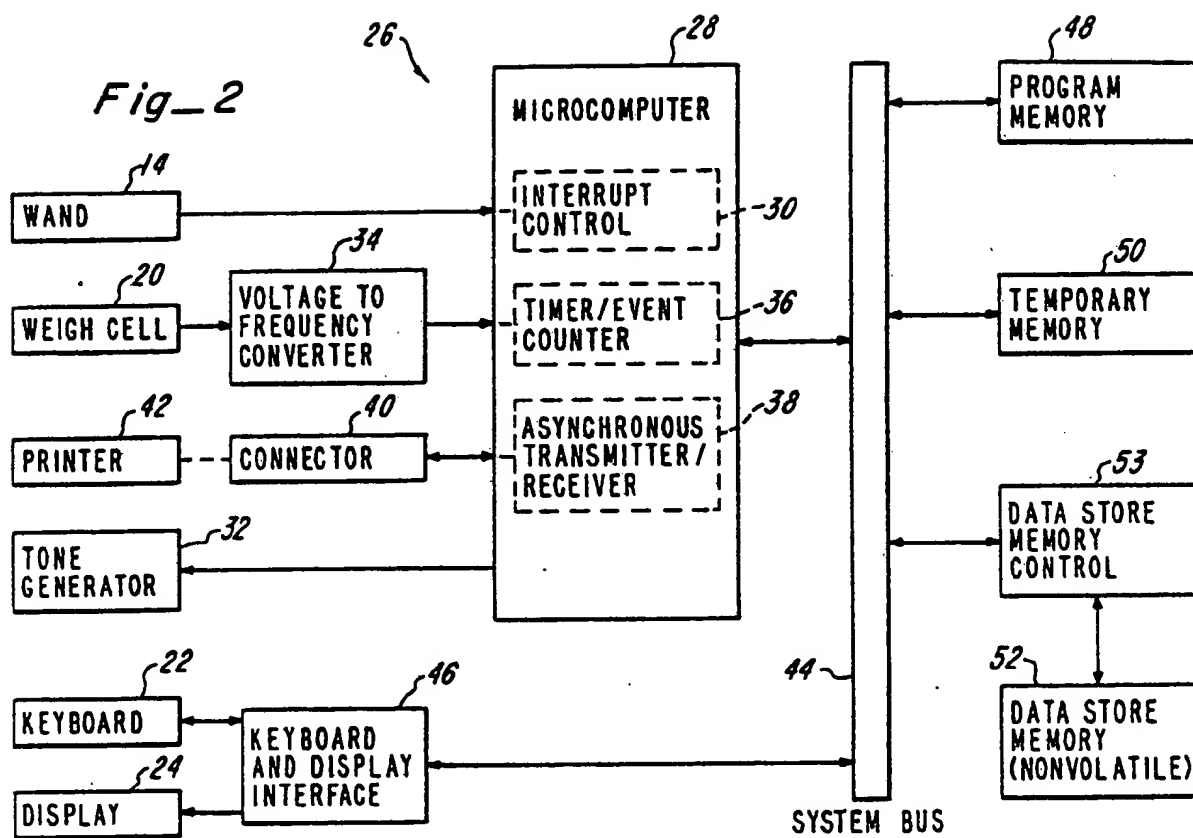 Fig_2
26
28
MICROCOMPUTER
14
WAND
INTERRUPT
CONTROL
30
20
WEIGH CELL
34
VOLTAGE TO
FREQUENCY
CONVERTER
TIMER/EVENT
COUNTER
36
42
PRINTER
40
CONNECTOR
ASYNCHRONOUS
TRANSMITTER/
RECEIVER
38
32
TONE
GENERATOR
22
KEYBOARD
24
DISPLAY
46
KEYBOARD
AND DISPLAY
INTERFACE
44
SYSTEM BUS
48
PROGRAM
MEMORY
50
TEMPORARY
MEMORY
53
DATA STORE
MEMORY
CONTROL
52
DATA STORE
MEMORY
(NONVOLATILE)